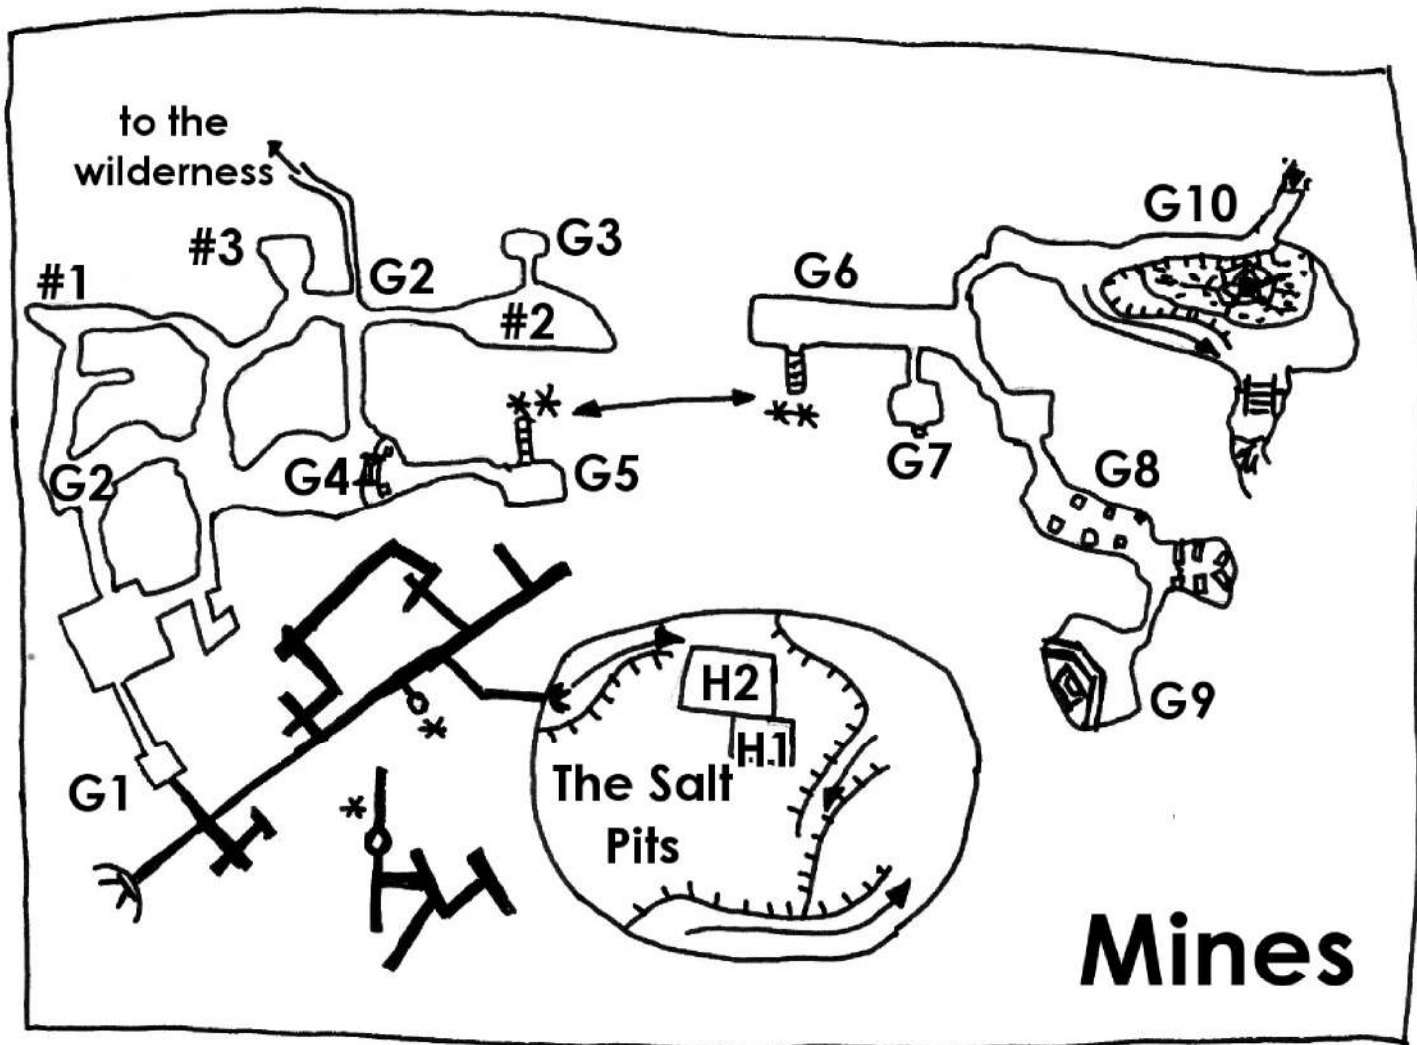 to the
wilderness
#3
G3
#1
G2
#2
G6
G10
**
**
G2
G4
G5
G7
G8
H2
*
H.1
G9
G1
*
The Salt
Pits
Mines